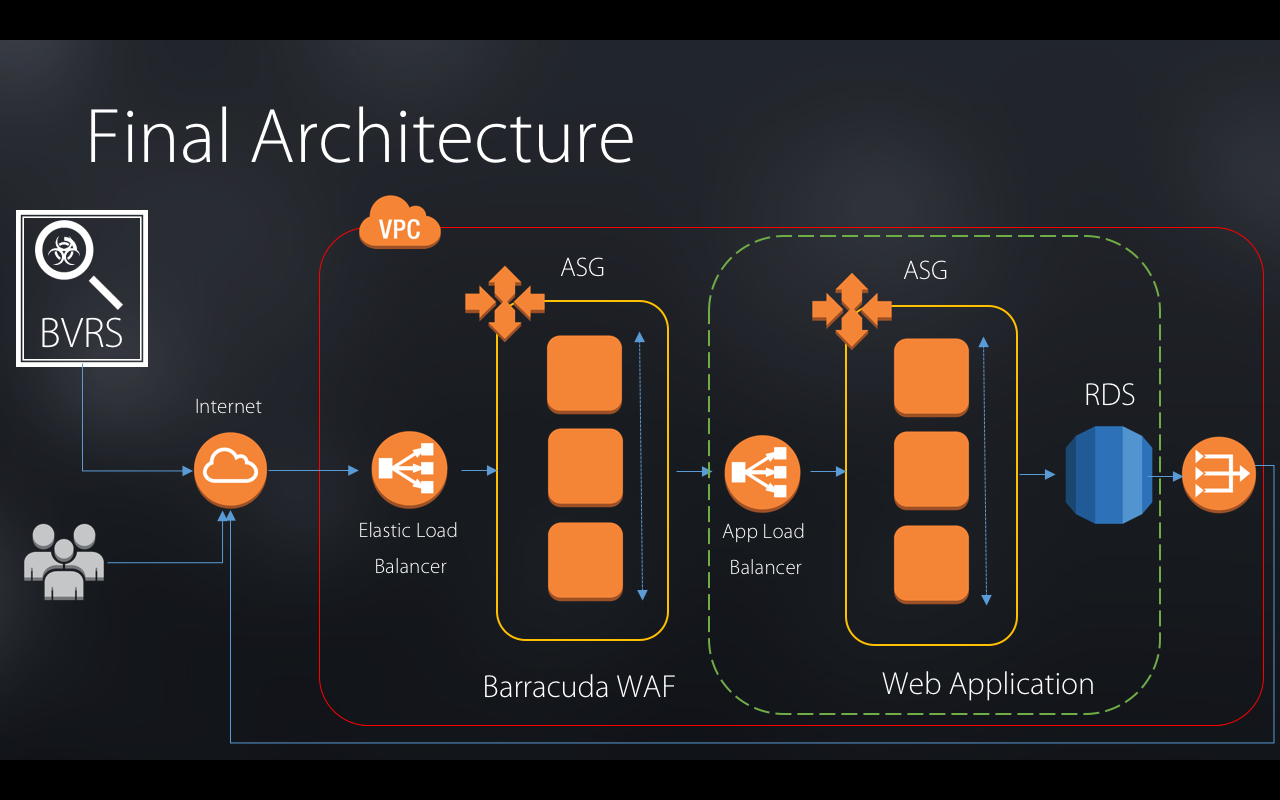 Final Architecture
VPC
ASG
ASG
BVRS
Internet
RDS
Elastic Load
Balancer
App Load
Balancer
Barracuda WAF
Web Application